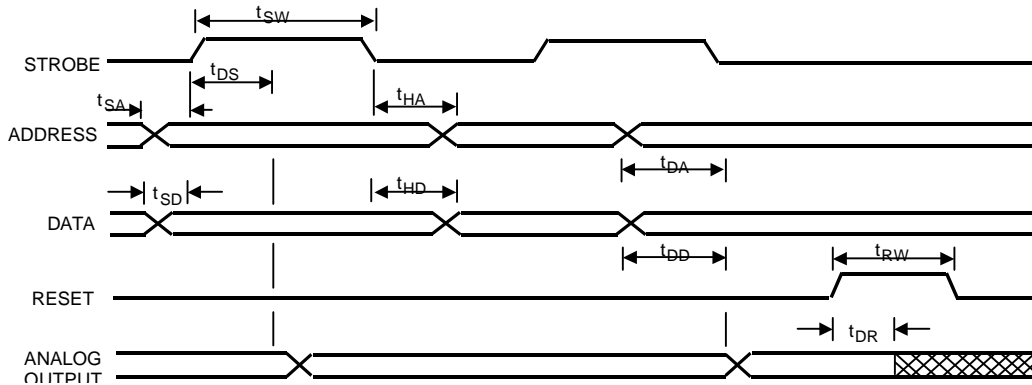 tSW
STROBE
tDS
tSA
tHA
ADDRESS
tDA
tSD
tHD
DATA
tDD
tRW
RESET
tDR
ANALOG
OUTPUT